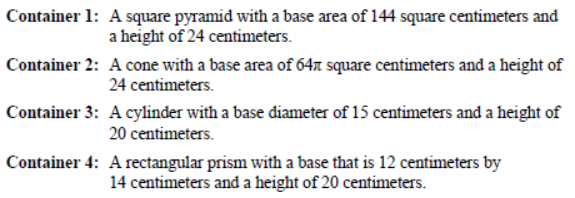 Container 1: A square pyramid with a base area of 144 square centimeters and
a height of 24 centimeters.
Container 2: A cone with a base area of 64π square centimeters and a height of
24 centimeters.
Container 3: A cylinder with a base diameter of 15 centimeters and a height of
20 centimeters.
Container 4: A rectangular prism with a base that is 12 centimeters by
14 centimeters and a height of 20 centimeters.